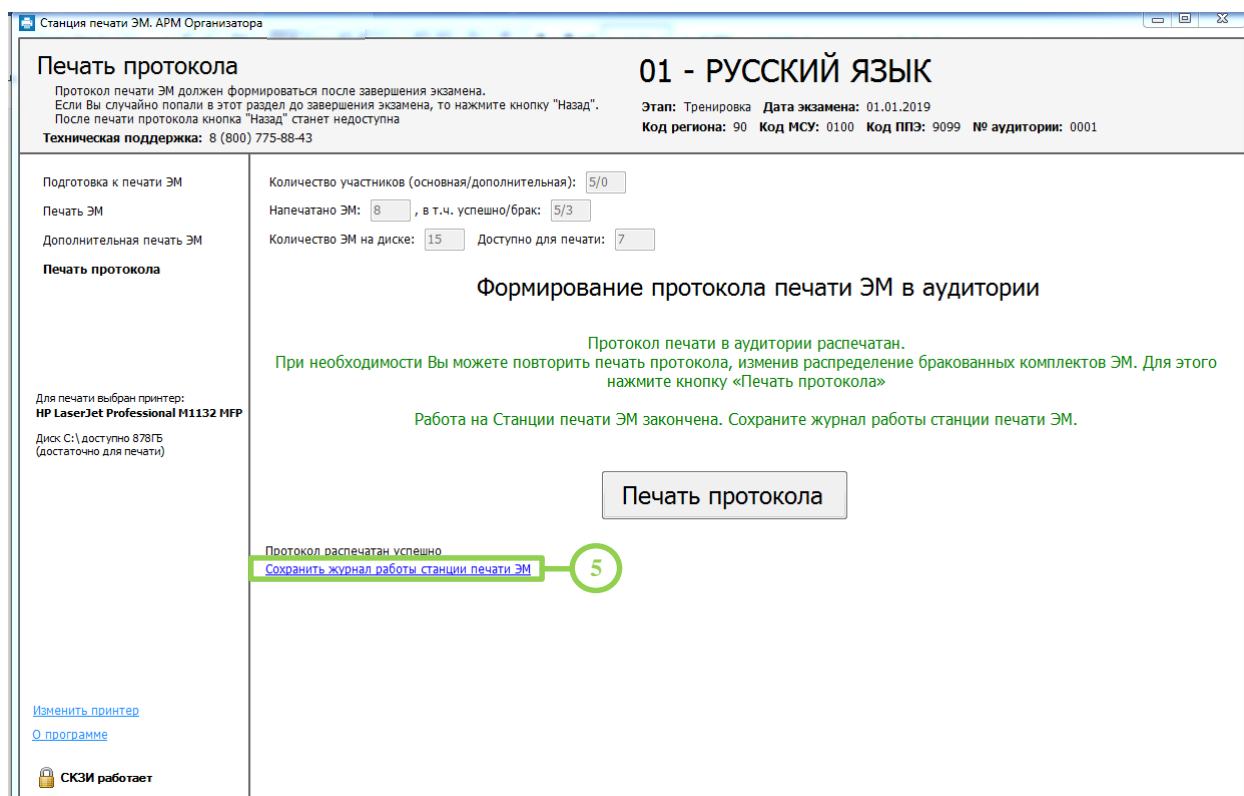 Станция печати ЭМ. АРМ Организатора
Печать протокола
Протокол печати ЭМ должен формироваться после завершения экзамена.
Если Вы случайно попали в этот раздел до завершения экзамена, то нажмите кнопку "Назад".
После печати протокола кнопка "Назад" станет недоступна
Техническая поддержка: 8 (800) 775-88-43
01 - РУССКИЙ ЯЗЫК
Этап: Тренировка Дата экзамена: 01.01.2019
Код региона: 90 Код МСУ: 0100 Код ППЭ: 9099 № аудитории: 0001
Подготовка к печати ЭМ
Печать ЭМ
Дополнительная печать ЭМ
Печать протокола
Для печати выбран принтер:
HP LaserJet Professional M1132 MFP
Диск C:\ доступно 878ГБ
(достаточно для печати)
Изменить принтер
О программе
СКЗИ работает
Количество участников (основная/дополнительная): 5/0
Напечатано ЭМ: 8 , в т.ч. успешно/брак: 5/3
Количество ЭМ на диске: 15 Доступно для печати: 7
Формирование протокола печати ЭМ в аудитории
Протокол печати в аудитории распечатан.
При необходимости Вы можете повторить печать протокола, изменив распределение бракованных комплектов ЭМ. Для этого
нажмите кнопку «Печать протокола»
Работа на Станции печати ЭМ закончена. Сохраните журнал работы станции печати ЭМ.
Печать протокола
Протокол распечатан успешно
Сохранить журнал работы станции печати ЭМ
5